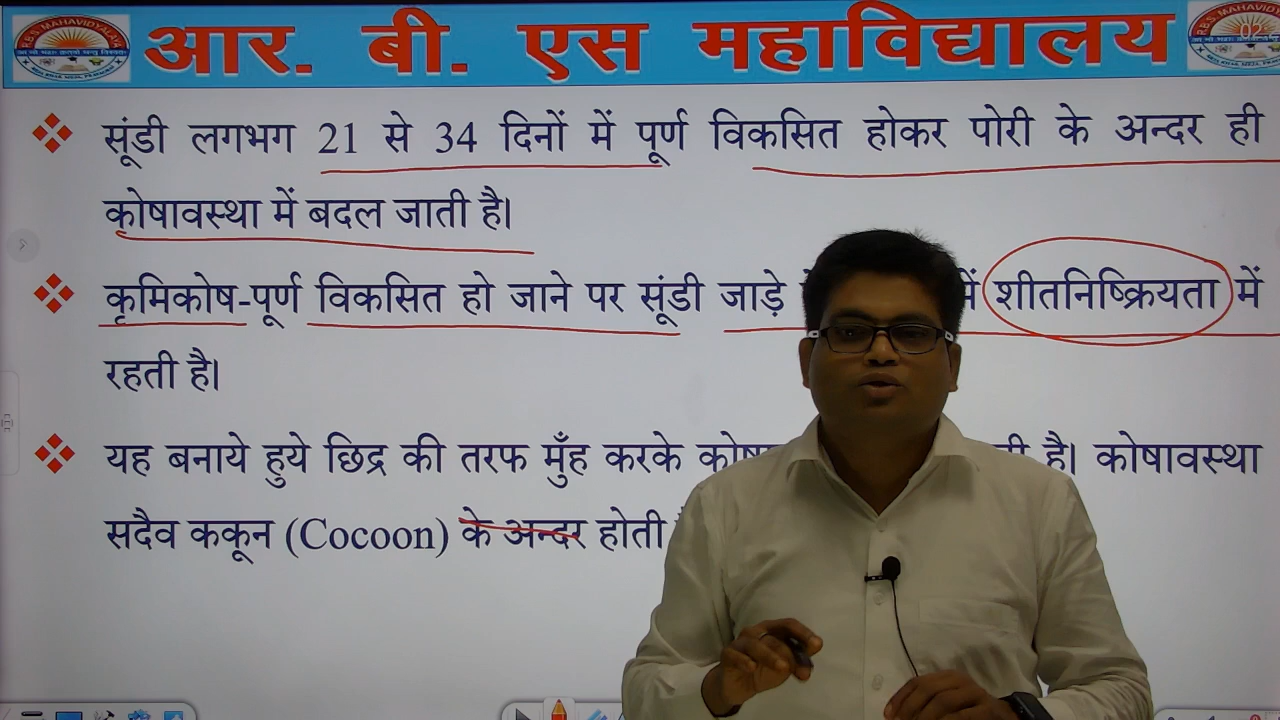 आर. बी. एस महाविद्यालय
सूंडी लगभग 21 से 34 दिनों में पूर्ण विकसित होकर पोरी के अन्दर ही
कोषावस्था में बदल जाती है।
कृमिकोष-पूर्ण विकसित हो जाने पर सूंडी जाड़े में शीतनिष्क्रियता में
रहती है।
यह बनाये हुये छिद्र की तरफ मुँह करके है। कोषावस्था
सदैव ककून (Cocoon) के अन्दर होती